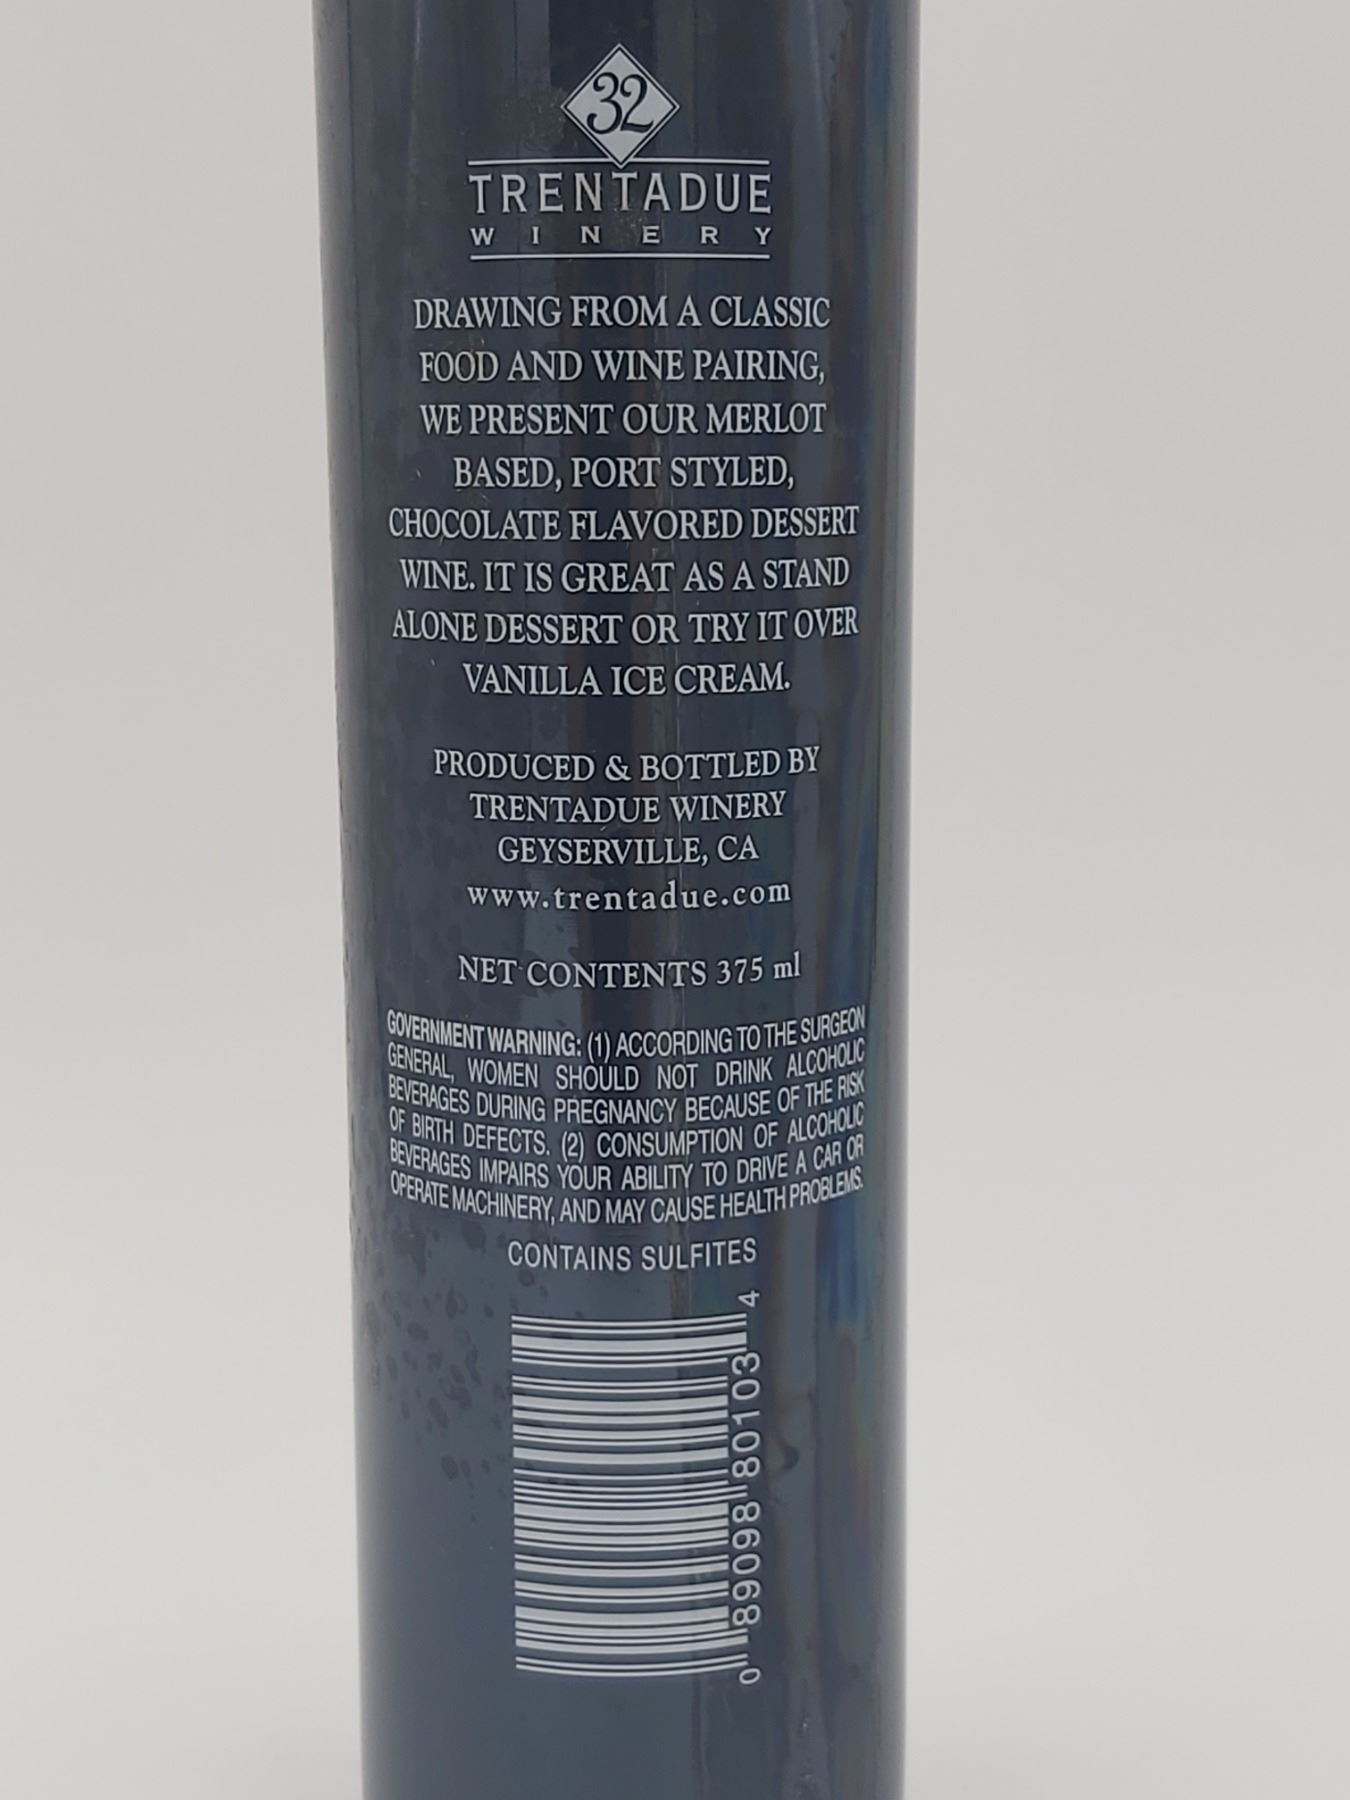 32
TRENTADUE
WINERY
DRAWING FROM A CLASSIC
FOOD AND WINE PAIRING,
WE PRESENT OUR MERLOT
BASED, PORT STYLED,
CHOCOLATE FLAVORED DESSERT
WINE. IT IS GREAT AS A STAND
ALONE DESSERT OR TRY IT OVER
VANILLA ICE CREAM.
PRODUCED & BOTTLED BY
TRENTADUE WINERY
GEYSERVILLE, CA
www.trentadue.com
NET CONTENTS 375 ml
GOVERNMENT WARNING: (1) ACCORDING TO THE SURGEON
GENERAL, WOMEN SHOULD NOT DRINK ALCOHOLIC
BEVERAGES DURING PREGNANCY BECAUSE OF THE RISK
OF BIRTH DEFECTS. (2) CONSUMPTION OF ALCOHOLIC
BEVERAGES IMPAIRS YOUR ABILITY TO DRIVE A CAR OR
OPERATE MACHINERY, AND MAY CAUSE HEALTH PROBLEMS.
CONTAINS SULFITES
0 89098 80103 4